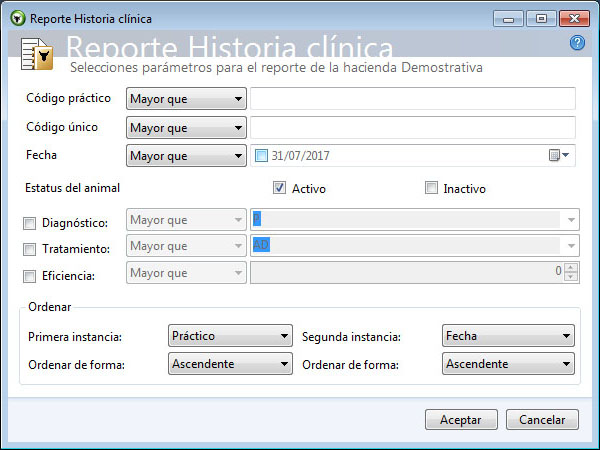 Reporte Historia clínica
Reporte Historia clínica
Selecciones parámetros para el reporte de la hacienda Demostrativa
Código práctico Mayor que
Código único Mayor que
Fecha Mayor que 31/07/2017
Estatus del animal Activo Inactivo
Diagnóstico: Mayor que P
Tratamiento: Mayor que AD
Eficiencia: Mayor que 0
Ordenar
Primera instancia: Práctico Segunda instancia: Fecha
Ordenar de forma: Ascendente Ordenar de forma: Ascendente
Aceptar Cancelar